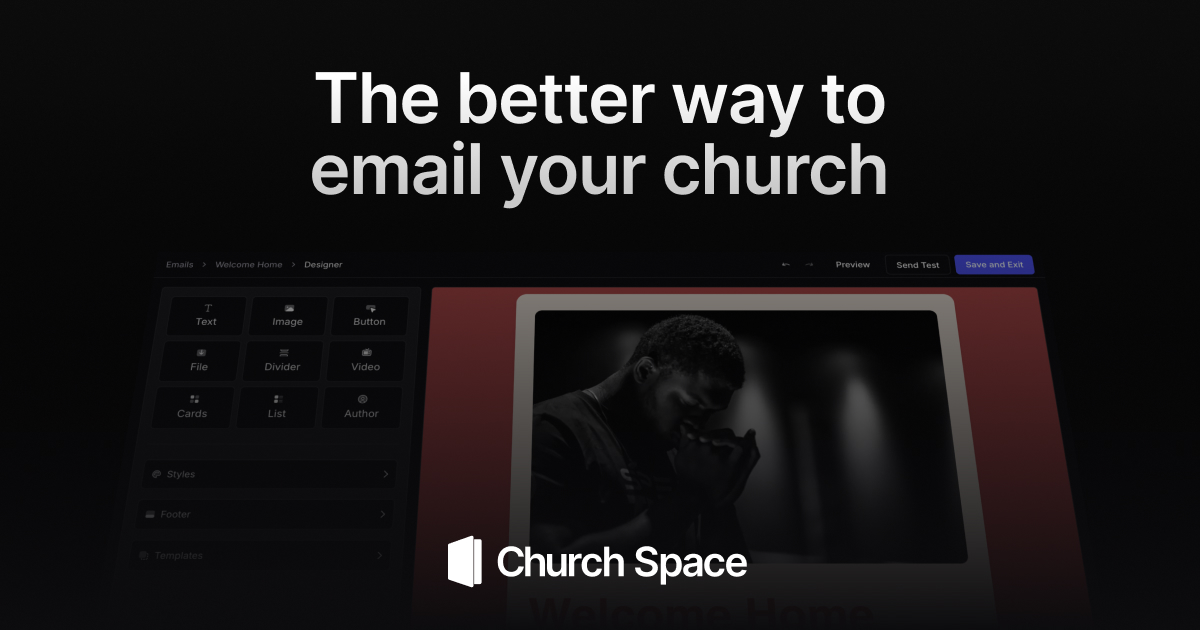 The better way to
email your church
Emails > Welcome Home > Designer
Preview
Send Test
Save and Exit
Text
Image
Button
File
Divider
Video
Cards
List
Author
Styles
Footer
Templates
Church Space
Welcome Home